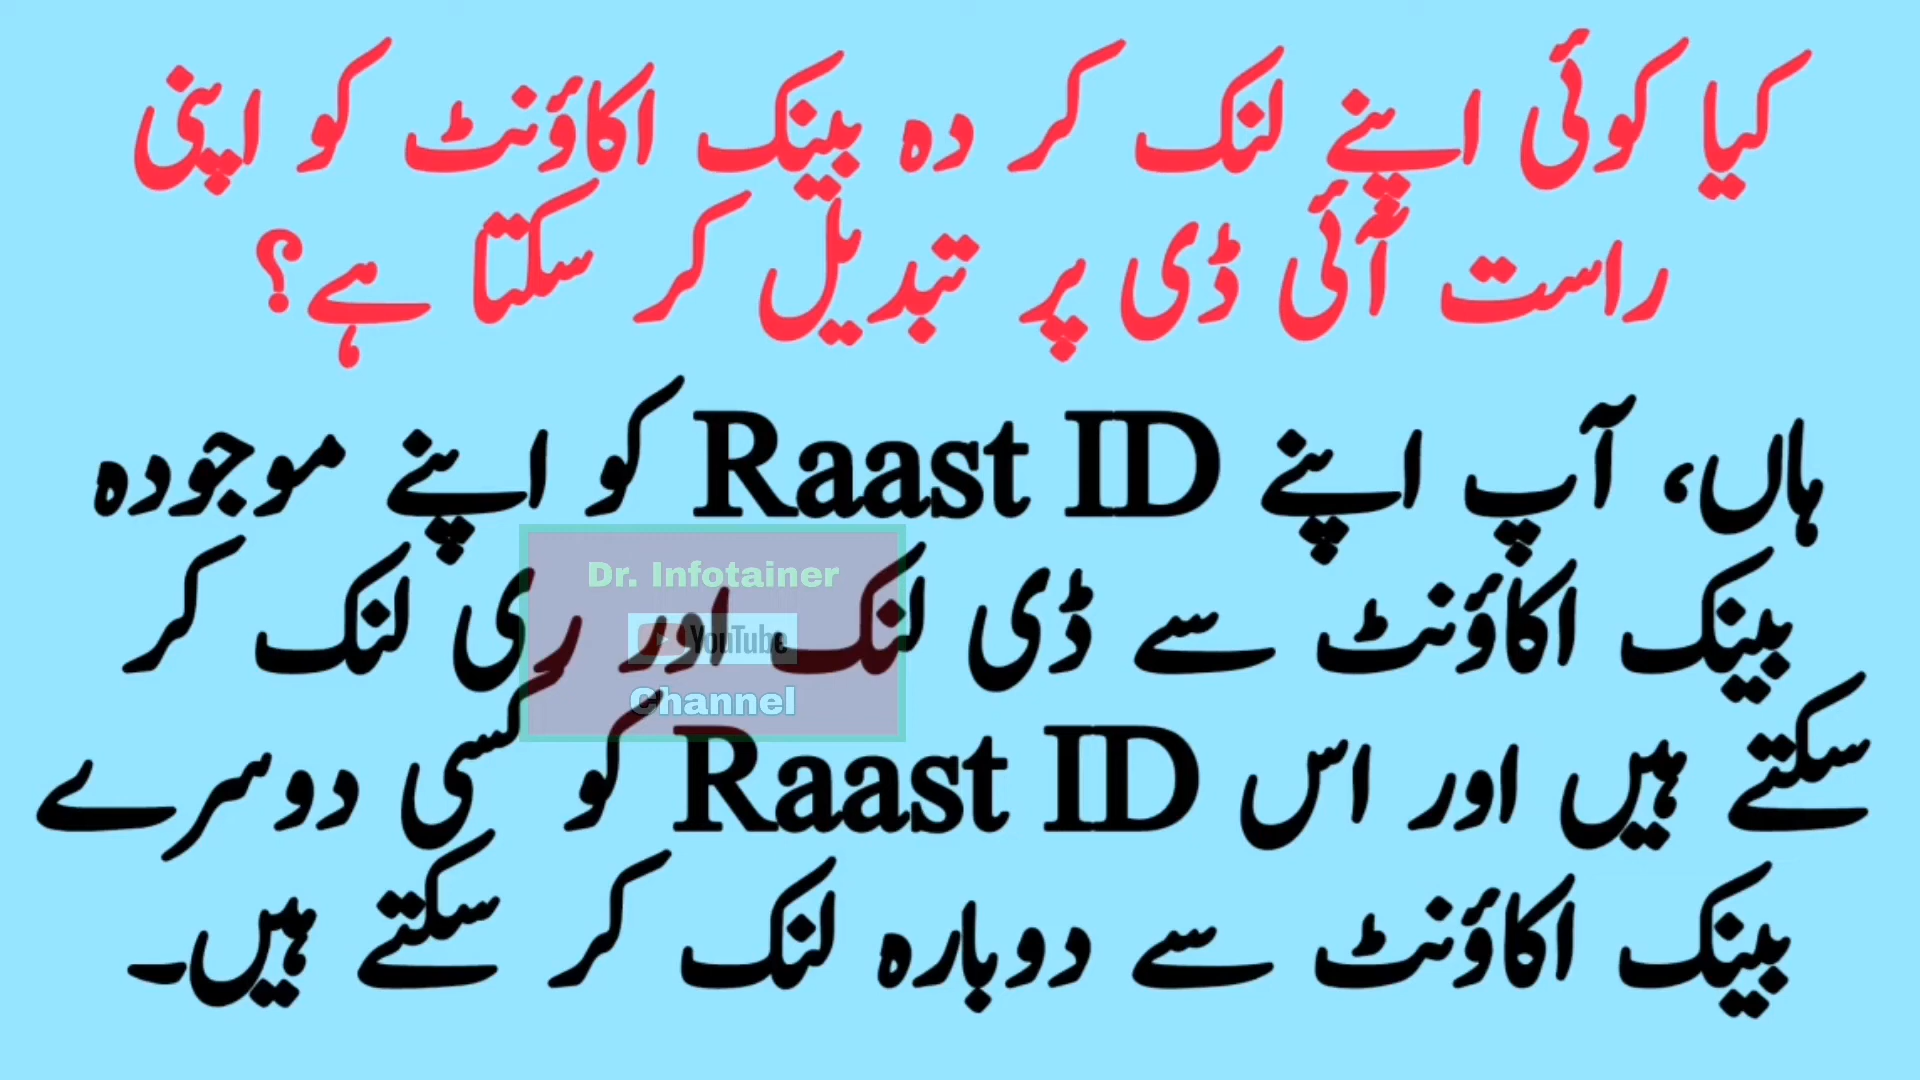 کیا کوئی اپنے لنک کر دہ بینک اکاؤنٹ کو اپنی
راست آئی ڈی پر تبدیل کر سکتا ہے؟
ہاں، آپ اپنے Raast ID کو اپنے موجودہ
بینک اکاؤنٹ سے ڈی لنک اور ری لنک کر
سکتے ہیں اور اس Raast ID کو کسی دوسرے
بینک اکاؤنٹ سے دوبارہ لنک کر سکتے ہیں۔
Dr. Infotainer
YouTube
Channel